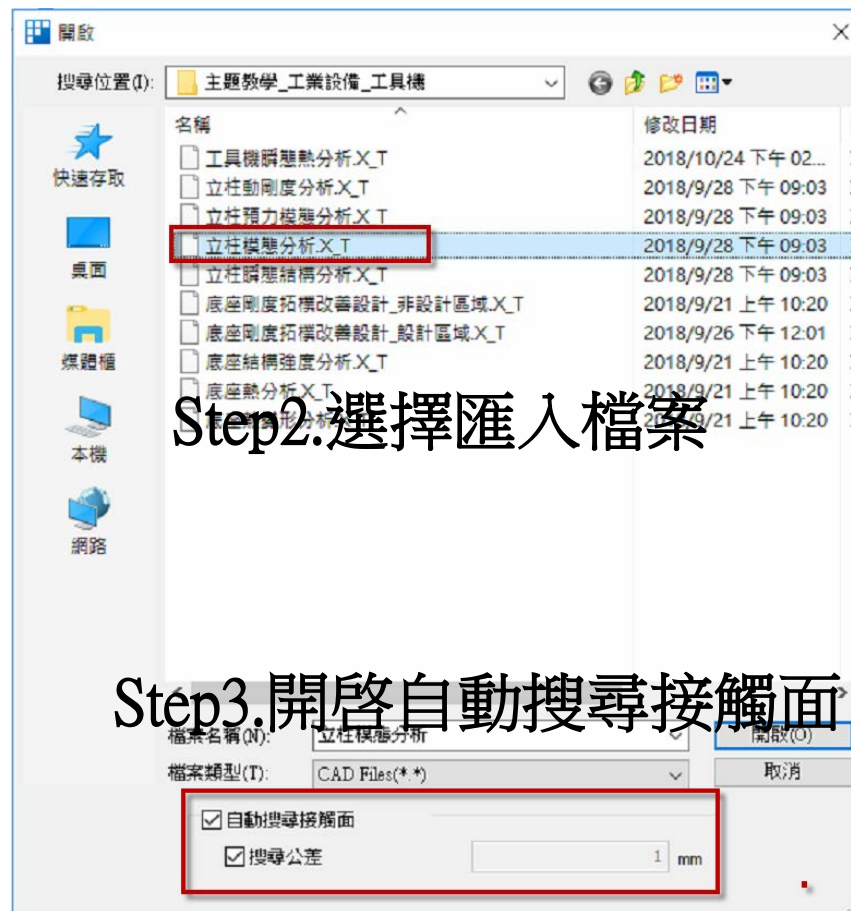 開啟
搜尋位置(I): 主題教學_工業設備_工具機
名稱 修改日期
工具機瞬態熱分析.X_T 2018/10/24 下午 02...
立柱動剛度分析.X_T 2018/9/28 下午 09:03
立柱預力模態分析.X_T 2018/9/28 下午 09:03
立柱模態分析.X_T 2018/9/28 下午 09:03
立柱瞬態結構分析.X_T 2018/9/28 下午 09:03
底座剛度拓樸改善設計_非設計區域.X_T 2018/9/21 上午 10:20
底座剛度拓樸改善設計_設計區域.X_T 2018/9/26 下午 12:01
底座結構強度分析.X_T 2018/9/21 上午 10:20
底座熱分析.X_T 2018/9/21 上午 10:20
2018/9/21 上午 10:20
快速存取
桌面
媒體櫃
本機
網路
Step2.選擇匯入檔案
Step3.開啟自動搜尋接觸面
檔案名稱(N): 立柱模態分析 開啟(O)
檔案類型(T): CAD Files(*.*) 取消
自動搜尋接觸面
搜尋公差 1 mm